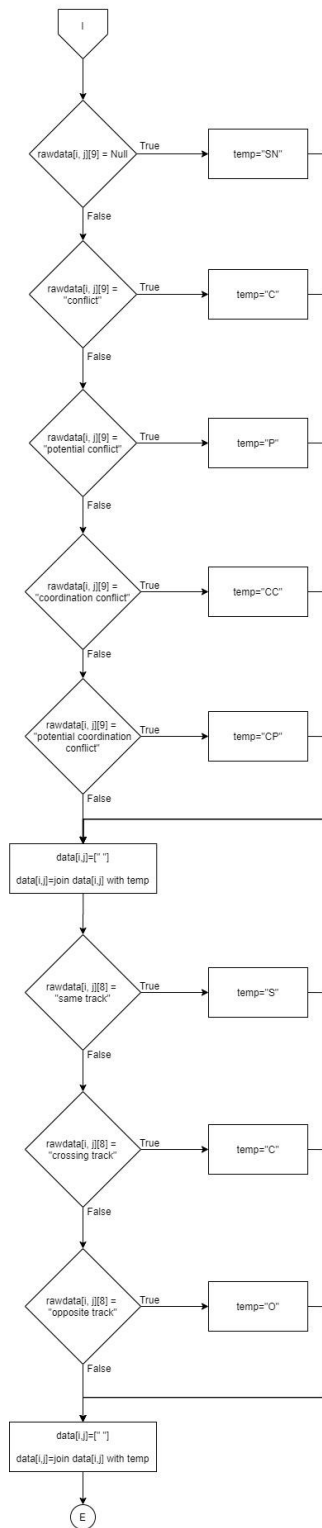 I
rawdata[i, j][9] = Null
True
temp="SN"
False
rawdata[i, j][9] =
"conflict"
True
temp="C"
False
rawdata[i, j][9] =
"potential conflict"
True
temp="P"
False
rawdata[i, j][9] =
"coordination conflict"
True
temp="CC"
False
rawdata[i, j][9] =
"potential coordination
conflict"
True
temp="CP"
False
data[i,j]=[" "]
data[i,j]=join data[i,j] with temp
rawdata[i, j][8] =
"same track"
True
temp="S"
False
rawdata[i, j][8] =
"crossing track"
True
temp="C"
False
rawdata[i, j][8] =
"opposite track"
True
temp="O"
False
data[i,j]=[" "]
data[i,j]=join data[i,j] with temp
E